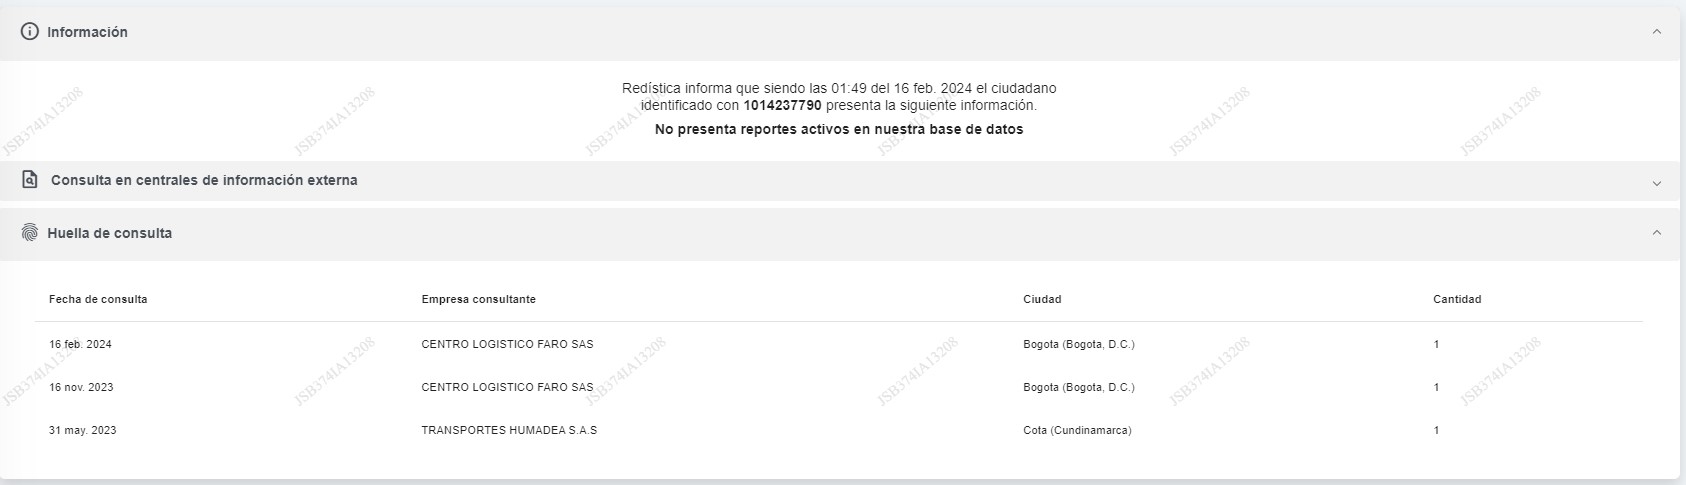 Información
Redística informa que siendo las 01:49 del 16 feb. 2024 el ciudadano
identificado con 1014237790 presenta la siguiente información.
No presenta reportes activos en nuestra base de datos
JSB374IA13208 JSB374IA13208 JSB374IA13208 JSB374IA13208 JSB374IA13208 JSB374IA13208
Consulta en centrales de información externa
Huella de consulta
Fecha de consulta Empresa consultante Ciudad Cantidad
16 feb. 2024 CENTRO LOGISTICO FARO SAS Bogota (Bogota, D.C.) 1
16 nov. 2023 CENTRO LOGISTICO FARO SAS Bogota (Bogota, D.C.) 1
JSB374IA13208 JSB374IA13208 JSB374IA13208 JSB374IA13208 JSB374IA13208 JSB374IA13208
31 may. 2023 TRANSPORTES HUMADEA S.A.S Cota (Cundinamarca) 1